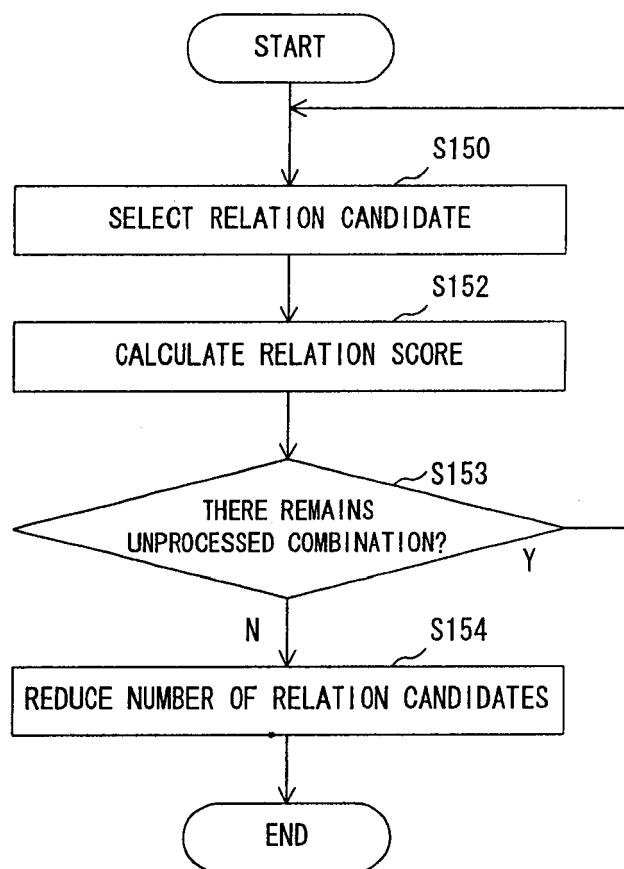 START
S150
SELECT RELATION CANDIDATE
S152
CALCULATE RELATION SCORE
S153
THERE REMAINS
UNPROCESSED COMBINATION?
Y
N
S154
REDUCE NUMBER OF RELATION CANDIDATES
END